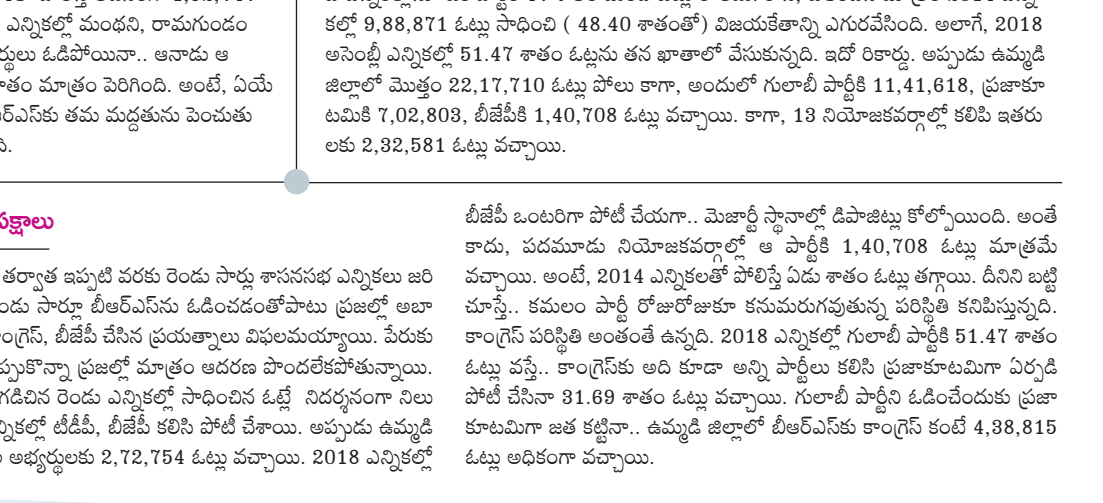 ఎన్నికల్లో మంథని, రామగుండం
ఓడిపోయినా.. ఆనాడు ఆ
మాత్రం పెరిగింది. అంటే, ఏయే
తమ మద్దతును పెంచుతు
కల్లో 9,88,871 ఓట్లు సాధించి ( 48.40 శాతంతో) విజయకేతాన్ని ఎగురవేసింది. అలాగే, 2018
అసెంబ్లీ ఎన్నికల్లో 51.47 శాతం ఓట్లను తన ఖాతాలో వేసుకున్నది. ఇదో రికార్డు. అప్పుడు ఉమ్మడి
జిల్లాలో మొత్తం 22,17,710 ఓట్లు పోలు కాగా, అందులో గులాబీ పార్టీకి 11,41,618, ప్రజాకూ
టమికి 7,02,803, బీజేపీకి 1,40,708 ఓట్లు వచ్చాయి. కాగా, 13 నియోజకవర్గాల్లో కలిపి ఇతరు
లకు 2,32,581 ఓట్లు వచ్చాయి.
తర్వాత ఇప్పటి వరకు రెండు సార్లు శాసనసభ ఎన్నికలు జరి
సార్లూ బీఆర్ఎస్‌ను ఓడించడంతోపాటు ప్రజల్లో అబా
బీజేపీ చేసిన ప్రయత్నాలు విఫలమయ్యాయి. పేరుకు
ప్రజల్లో మాత్రం ఆదరణ పొందలేకపోతున్నాయి.
గడిచిన రెండు ఎన్నికల్లో సాధించిన ఓట్లే నిదర్శనంగా నిలు
టీడీపీ, బీజేపీ కలిసి పోటీ చేశాయి. అప్పుడు ఉమ్మడి
అభ్యర్థులకు 2,72,754 ఓట్లు వచ్చాయి. 2018 ఎన్నికల్లో
బీజేపీ ఒంటరిగా పోటీ చేయగా.. మెజార్టీ స్థానాల్లో డిపాజిట్లు కోల్పోయింది. అంతే
కాదు, పదమూడు నియోజకవర్గాల్లో ఆ పార్టీకి 1,40,708 ఓట్లు మాత్రమే
వచ్చాయి. అంటే, 2014 ఎన్నికలతో పోలిస్తే ఏడు శాతం ఓట్లు తగ్గాయి. దీనిని బట్టి
చూస్తే.. కమలం పార్టీ రోజురోజుకూ కనుమరుగవుతున్న పరిస్థితి కనిపిస్తున్నది.
కాంగ్రెస్ పరిస్థితి అంతంతే ఉన్నది. 2018 ఎన్నికల్లో గులాబీ పార్టీకి 51.47 శాతం
ఓట్లు వస్తే.. కాంగ్రెస్‌కు అది కూడా అన్ని పార్టీలు కలిసి ప్రజాకూటమిగా ఏర్పడి
పోటీ చేసినా 31.69 శాతం ఓట్లు వచ్చాయి. గులాబీ పార్టీని ఓడించేందుకు ప్రజా
కూటమిగా జత కట్టినా.. ఉమ్మడి జిల్లాలో బీఆర్ఎస్‌కు కాంగ్రెస్ కంటే 4,38,815
ఓట్లు అధికంగా వచ్చాయి.